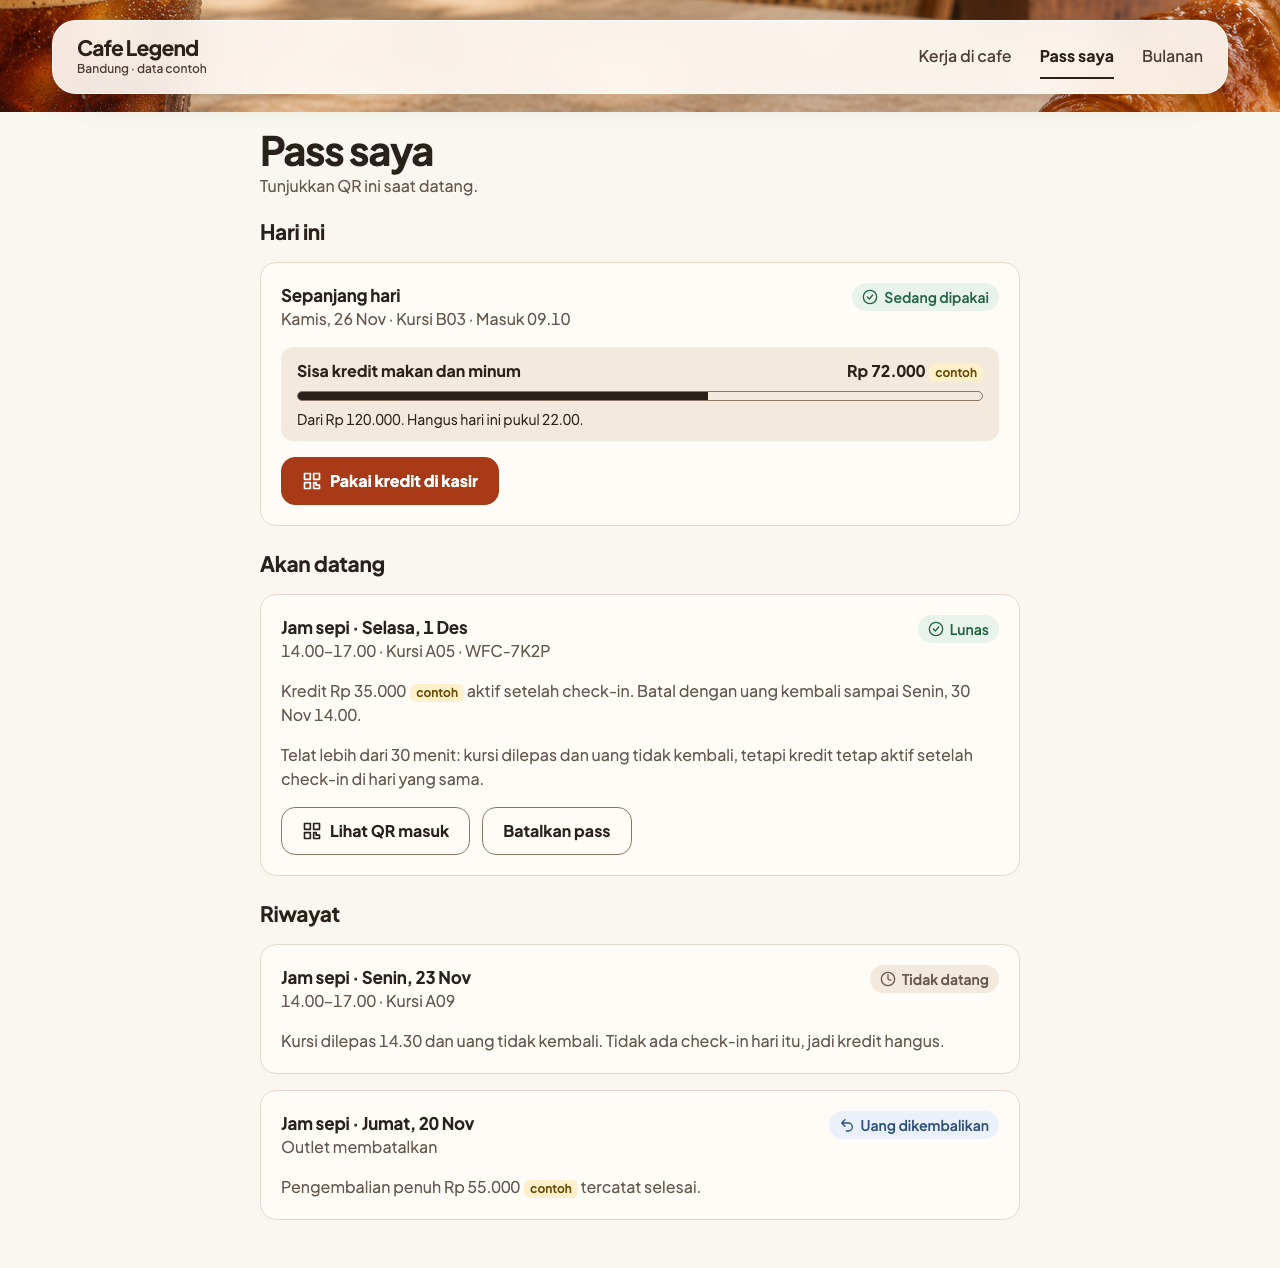 Cafe Legend
Bandung · data contoh
Kerja di cafe
Pass saya
Bulanan
Pass saya
Tunjukkan QR ini saat datang.
Hari ini
Sepanjang hari
Sedang dipakai
Kamis, 26 Nov · Kursi B03 · Masuk 09.10
Sisa kredit makan dan minum
Rp 72.000 contoh
Dari Rp 120.000. Hangus hari ini pukul 22.00.
Pakai kredit di kasir
Akan datang
Jam sepi · Selasa, 1 Des
Lunas
14.00–17.00 · Kursi A05 · WFC-7K2P
Kredit Rp 35.000 contoh aktif setelah check-in. Batal dengan uang kembali sampai Senin, 30
Nov 14.00.
Telat lebih dari 30 menit: kursi dilepas dan uang tidak kembali, tetapi kredit tetap aktif setelah
check-in di hari yang sama.
Lihat QR masuk
Batalkan pass
Riwayat
Jam sepi · Senin, 23 Nov
Tidak datang
14.00–17.00 · Kursi A09
Kursi dilepas 14.30 dan uang tidak kembali. Tidak ada check-in hari itu, jadi kredit hangus.
Jam sepi · Jumat, 20 Nov
Uang dikembalikan
Outlet membatalkan
Pengembalian penuh Rp 55.000 contoh tercatat selesai.